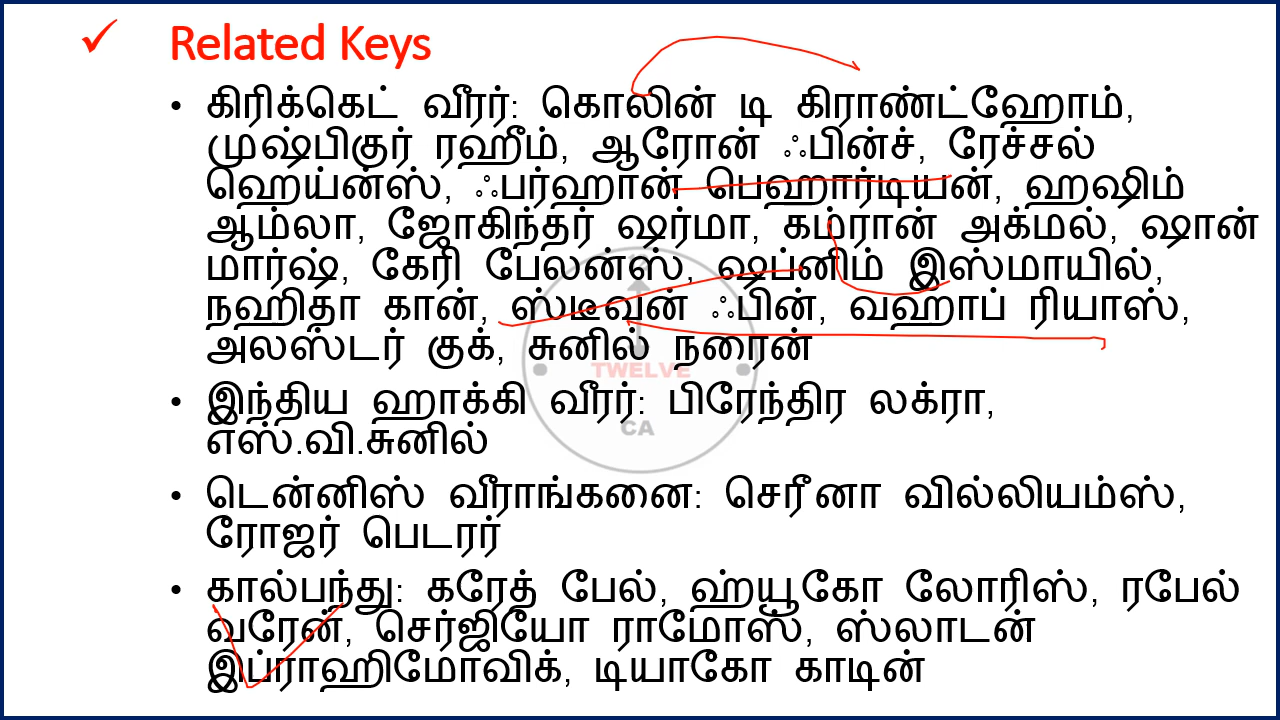 Related Keys
• கிரிக்கெட் வீரர்: கொலின் டி கிராண்ட்ஹோம்,
முஷ்பிகுர் ரஹீம், ஆரோன் ஃபின்ச், ரேச்சல்
ஹெய்ன்ஸ், ஃபர்ஹான் பெஹார்டியன், ஹஷிம்
ஆம்லா, ஜோகிந்தர் ஷர்மா, கம்ரான் அக்மல், ஷான்
மார்ஷ், கேரி பேலன்ஸ், ஷப்னிம் இஸ்மாயில்,
நஹிதா கான், ஸ்டீவன் ஃபின், வஹாப் ரியாஸ்,
அலஸ்டர் குக், சுனில் நரைன்
TWELVE
• இந்திய ஹாக்கி வீரர்: பிரேந்திர லக்ரா,
CA
எஸ்.வி.சுனில்
• டென்னிஸ் வீராங்கனை: செரீனா வில்லியம்ஸ்,
ரோஜர் பெடரர்
• கால்பந்து: கரேத் பேல், ஹ்யூகோ லோரிஸ், ரபேல்
வரேன், செர்ஜியோ ராமோஸ், ஸ்லாடன்
இப்ராஹிமோவிக், டியாகோ காடின்